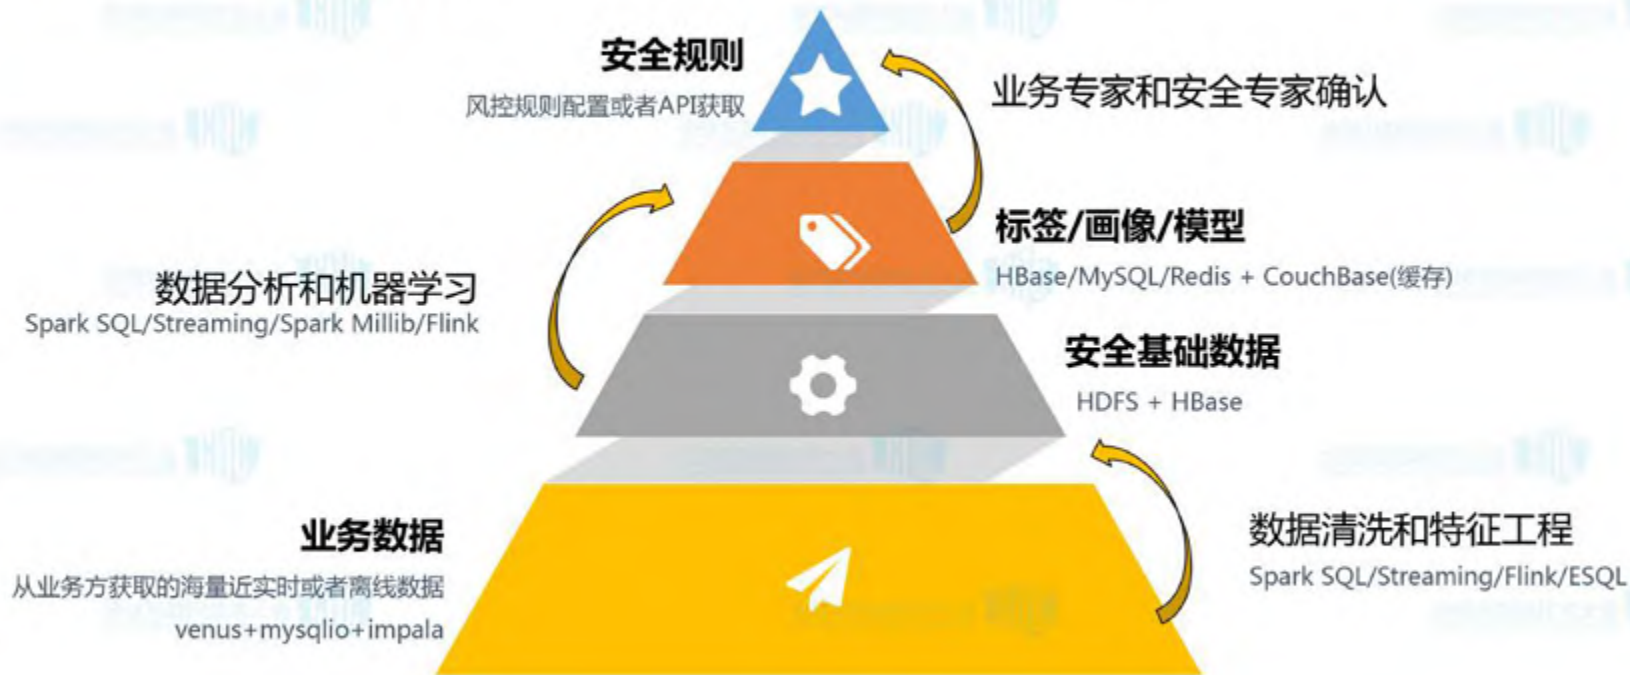 安全规则
风控规则配置或者API获取
业务专家和安全专家确认
标签/画像/模型
HBase/MySQL/Redis + CouchBase(缓存)
数据分析和机器学习
Spark SQL/Streaming/Spark Millib/Flink
安全基础数据
HDFS + HBase
业务数据
从业务方获取的海量近实时或者离线数据
venus+mysqlio+impala
数据清洗和特征工程
Spark SQL/Streaming/Flink/ESQL